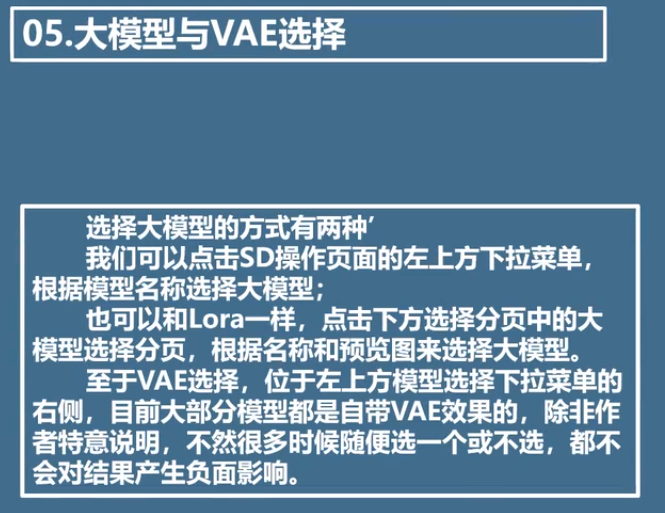 05.大模型与VAE选择
选择大模型的方式有两种’
我们可以点击SD操作页面的左上方下拉菜单，
根据模型名称选择大模型；
也可以和Lora一样，点击下方选择分页中的大
模型选择分页，根据名称和预览图来选择大模型。
至于VAE选择，位于左上方模型选择下拉菜单的
右侧，目前大部分模型都是自带VAE效果的，除非作
者特意说明，不然很多时候随便选一个或不选，都不
会对结果产生负面影响。